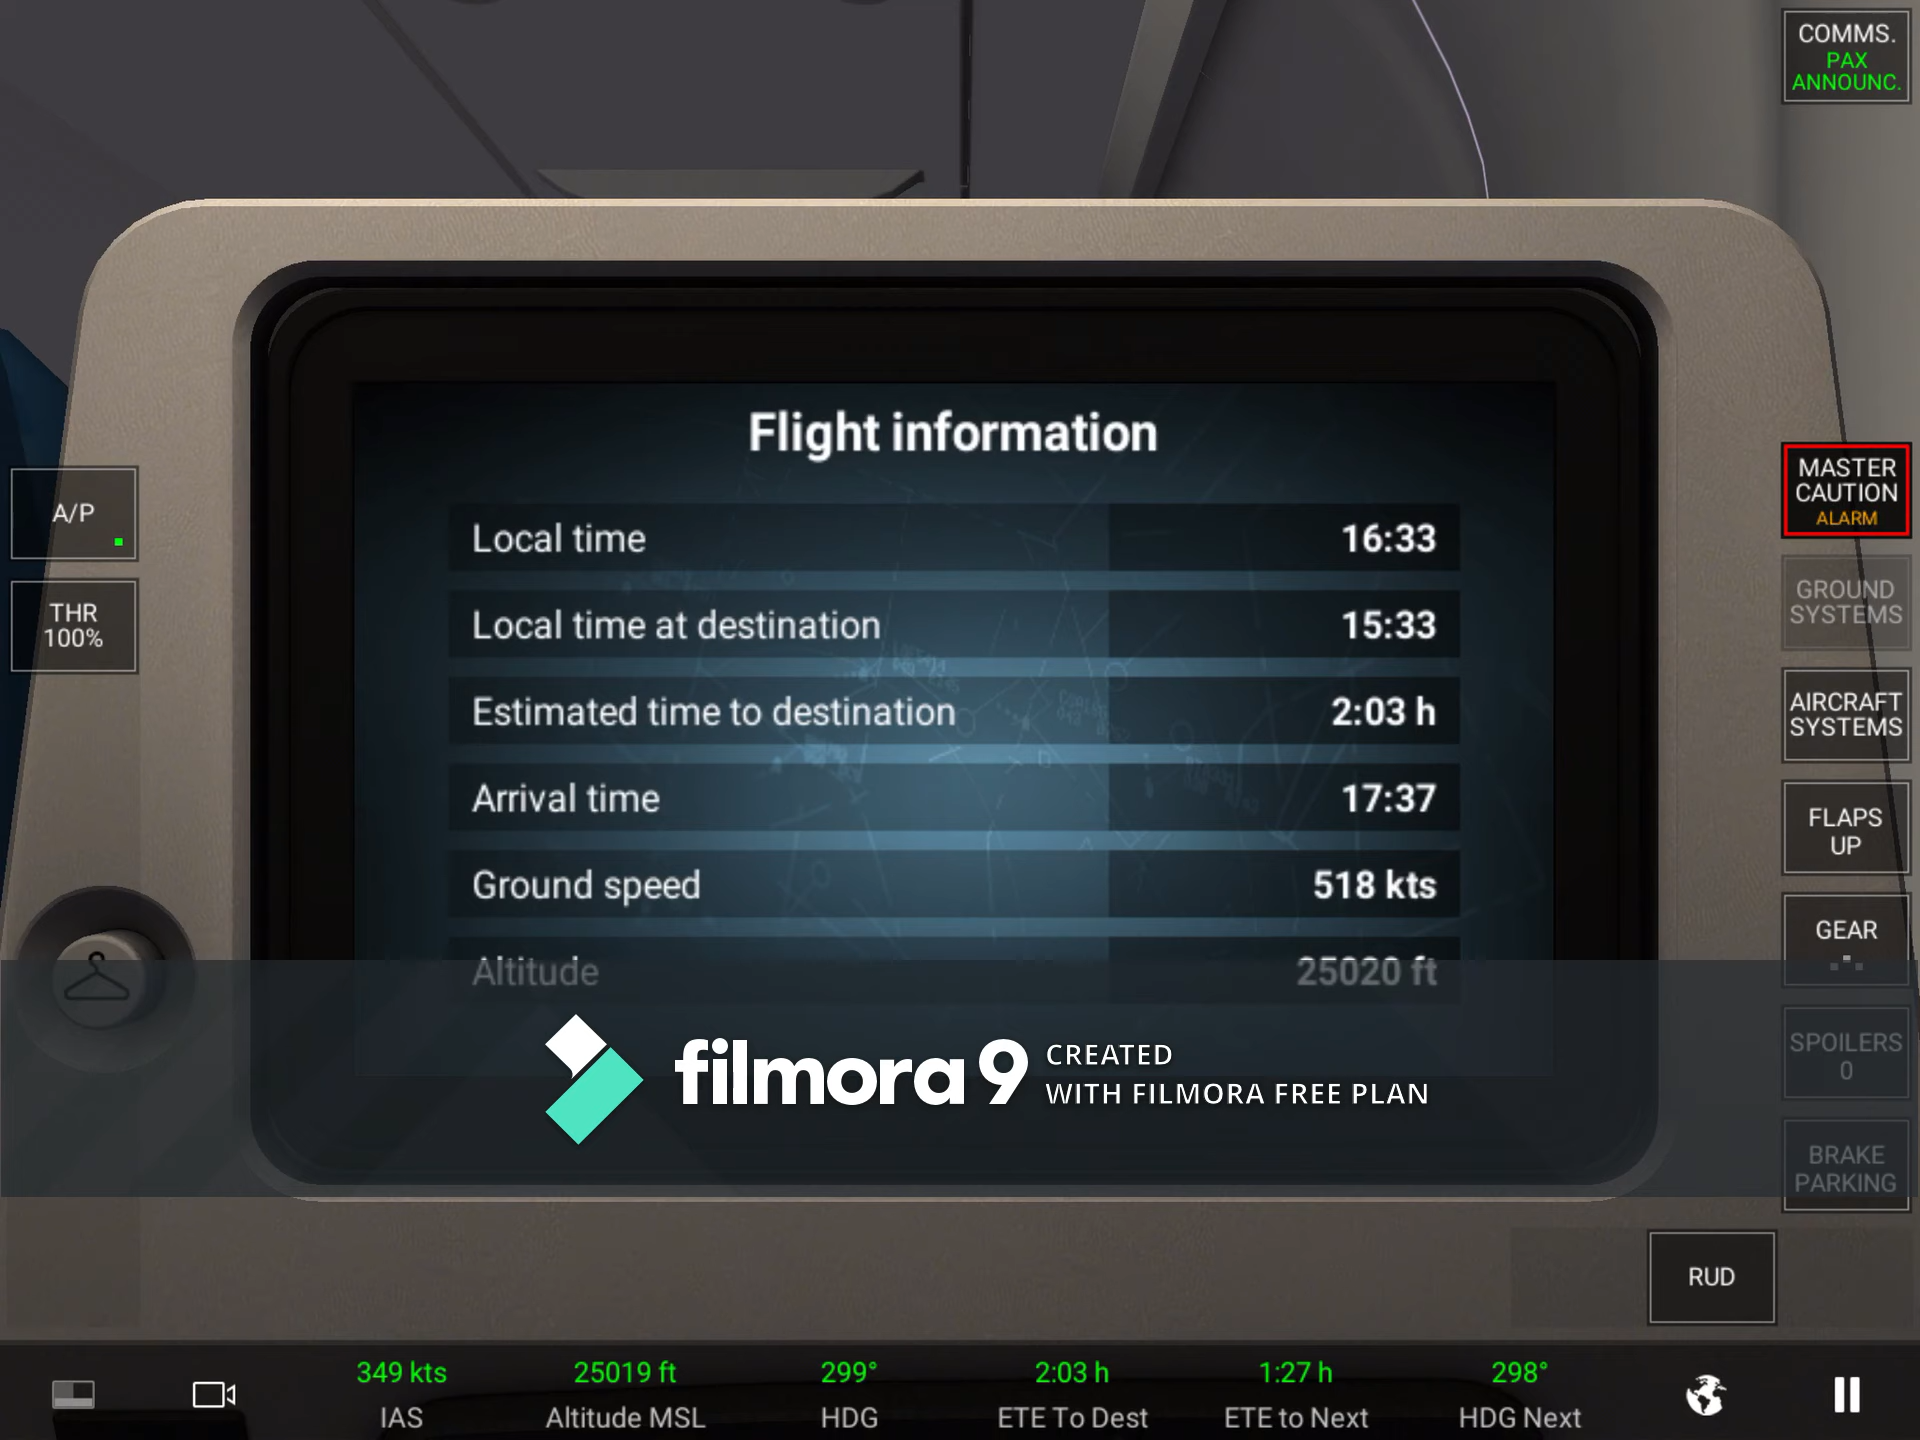 COMMS.
PAX
ANNOUNC.
Flight information
Local time 16:33
Local time at destination 15:33
Estimated time to destination 2:03 h
Arrival time 17:37
Ground speed 518 kts
Altitude 25020 ft
A/P
THR
100%
MASTER
CAUTION
ALARM
GROUND
SYSTEMS
AIRCRAFT
SYSTEMS
FLAPS
UP
GEAR
SPOILERS
0
BRAKE
PARKING
filmora9 CREATED
WITH FILMORA FREE PLAN
RUD
349 kts 25019 ft 299° 2:03 h 1:27 h 298°
IAS Altitude MSL HDG ETE To Dest ETE to Next HDG Next